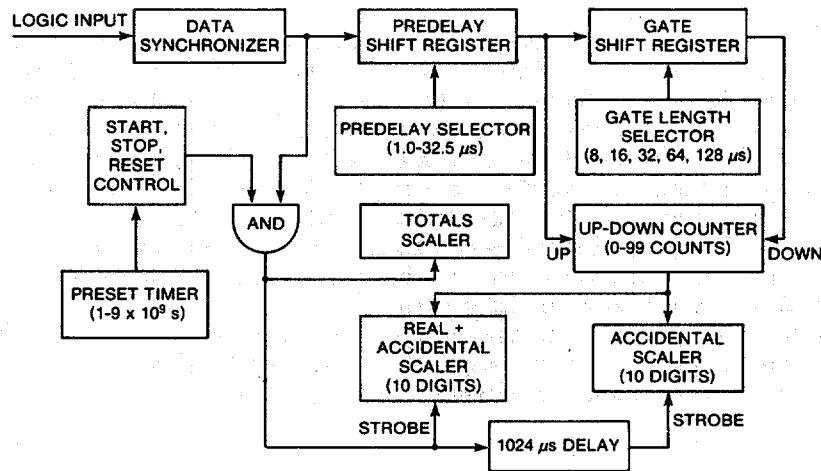 LOGIC INPUT
DATA
SYNCHRONIZER
PREDELAY
SHIFT REGISTER
GATE
SHIFT REGISTER
START,
STOP,
RESET
CONTROL
PREDELAY SELECTOR
(1.0-32.5 μs)
GATE LENGTH
SELECTOR
(8, 16, 32, 64, 128 μs)
AND
TOTALS
SCALER
UP-DOWN COUNTER
(0-99 COUNTS)
UP
DOWN
PRESET TIMER
(1-9 x 10⁹ s)
REAL +
ACCIDENTAL
SCALER
(10 DIGITS)
ACCIDENTAL
SCALER
(10 DIGITS)
STROBE
STROBE
1024 μs DELAY